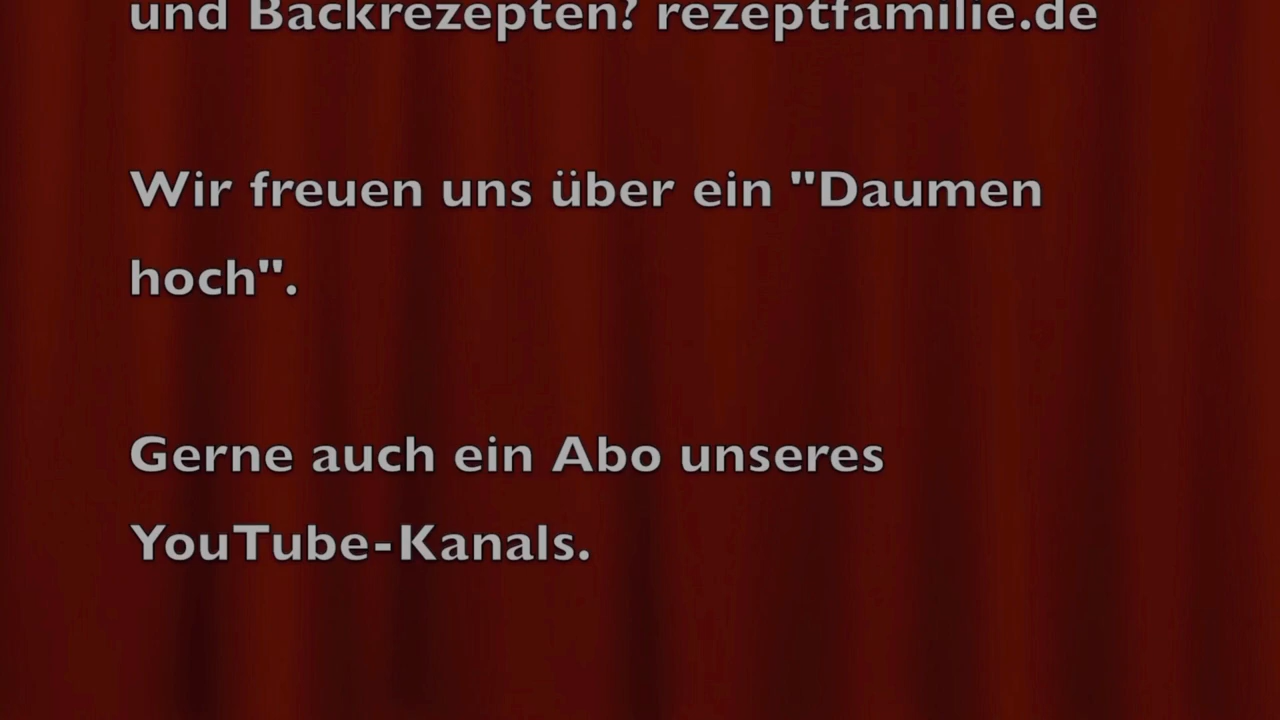 und Backrezepten? rezeptfamilie.de
Wir freuen uns über ein "Daumen
hoch".
Gerne auch ein Abo unseres
YouTube-Kanals.